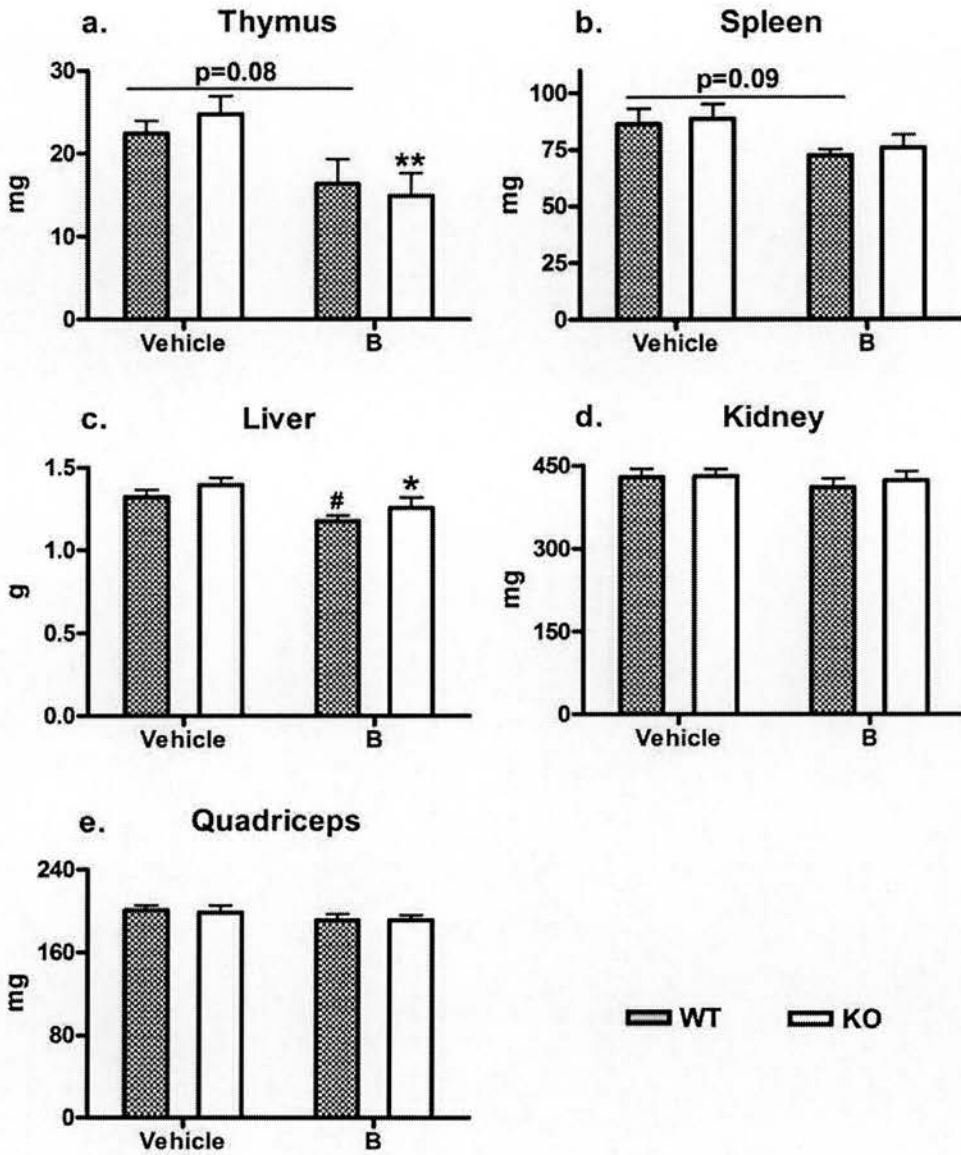 a. Thymus
30
p=0.08
20
**
mg
10
0
Vehicle B
b. Spleen
100
p=0.09
75
mg
50
25
0
Vehicle B
c. Liver
1.5
# *
1.0
g
0.5
0.0
Vehicle B
d. Kidney
450
300
mg
150
0
Vehicle B
e. Quadriceps
240
160
mg
80
0
Vehicle B
WT KO